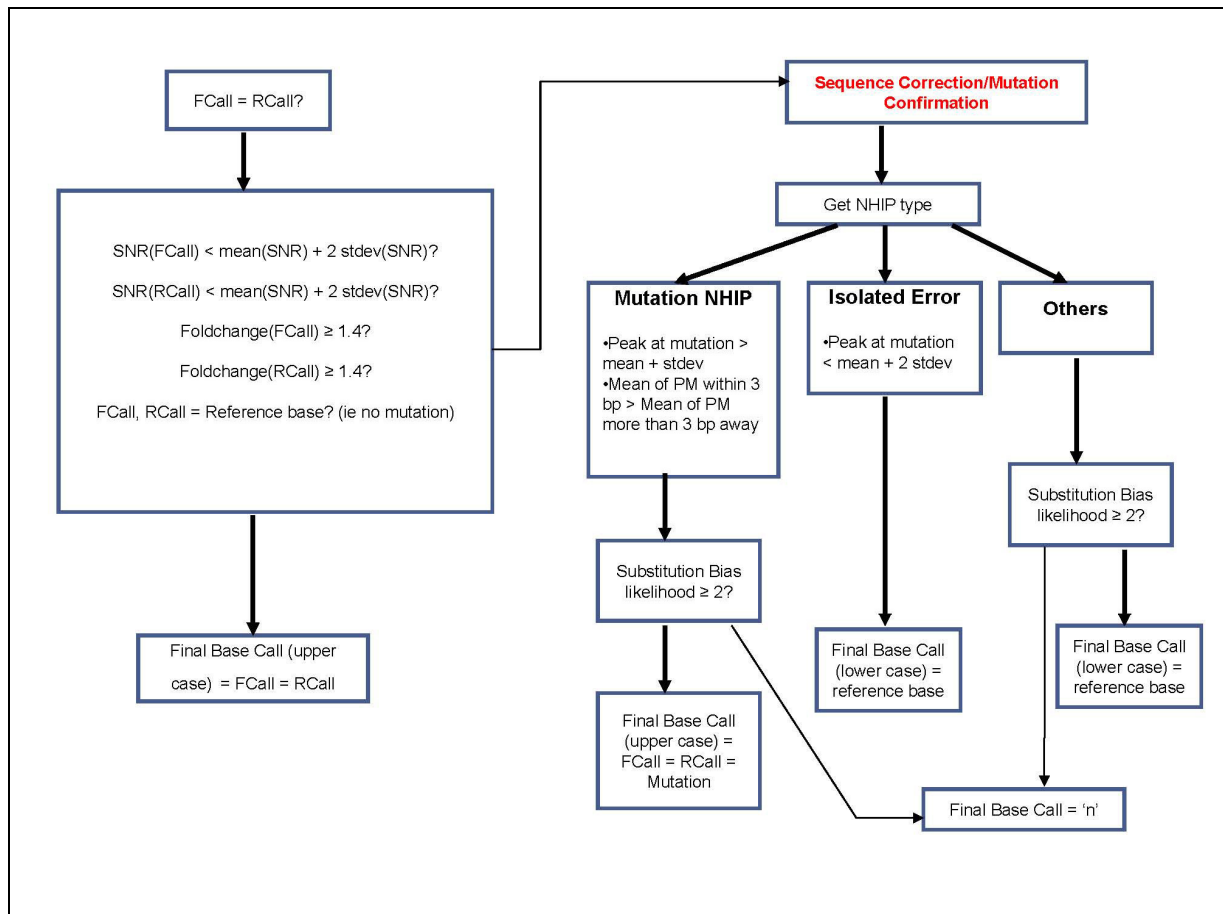 FCall = RCall?
SNR(FCall) < mean(SNR) + 2 stdev(SNR)?
SNR(RCall) < mean(SNR) + 2 stdev(SNR)?
Foldchange(FCall) ≥ 1.4?
Foldchange(RCall) ≥ 1.4?
FCall, RCall = Reference base? (ie no mutation)
Final Base Call (upper
case) = FCall = RCall
Sequence Correction/Mutation
Confirmation
Get NHIP type
Mutation NHIP
•Peak at mutation >
mean + stdev
•Mean of PM within 3
bp > Mean of PM
more than 3 bp away
Substitution Bias
likelihood ≥ 2?
Final Base Call
(upper case) =
FCall = RCall =
Mutation
Isolated Error
•Peak at mutation
< mean + 2 stdev
Final Base Call
(lower case) =
reference base
Others
Substitution Bias
likelihood ≥ 2?
Final Base Call
(lower case) =
reference base
Final Base Call = ‘n’